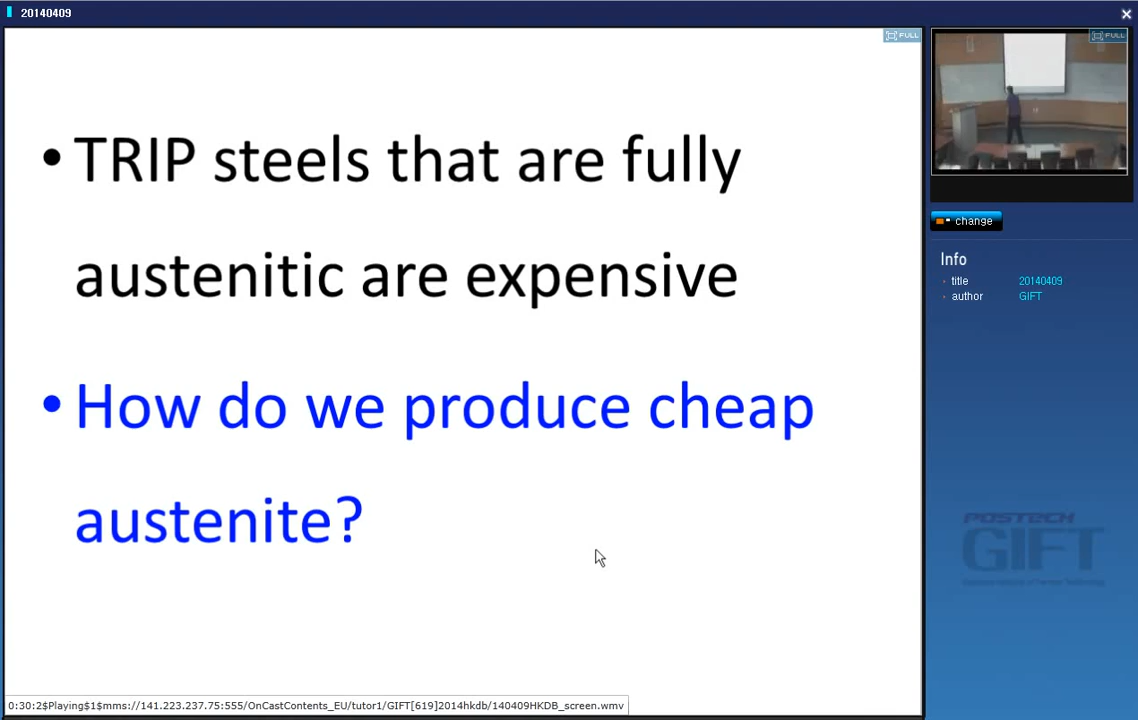 20140409
FULL
FULL
• TRIP steels that are fully
austenitic are expensive
• How do we produce cheap
austenite?
change
Info
title 20140409
author GIFT
POSTECH
GIFT
0:30:2$Playing$1$mms://141.223.237.75:555/OnCastContents_EU/tutor1/GIFT[619]2014hkdb/140409HKDB_screen.wmv